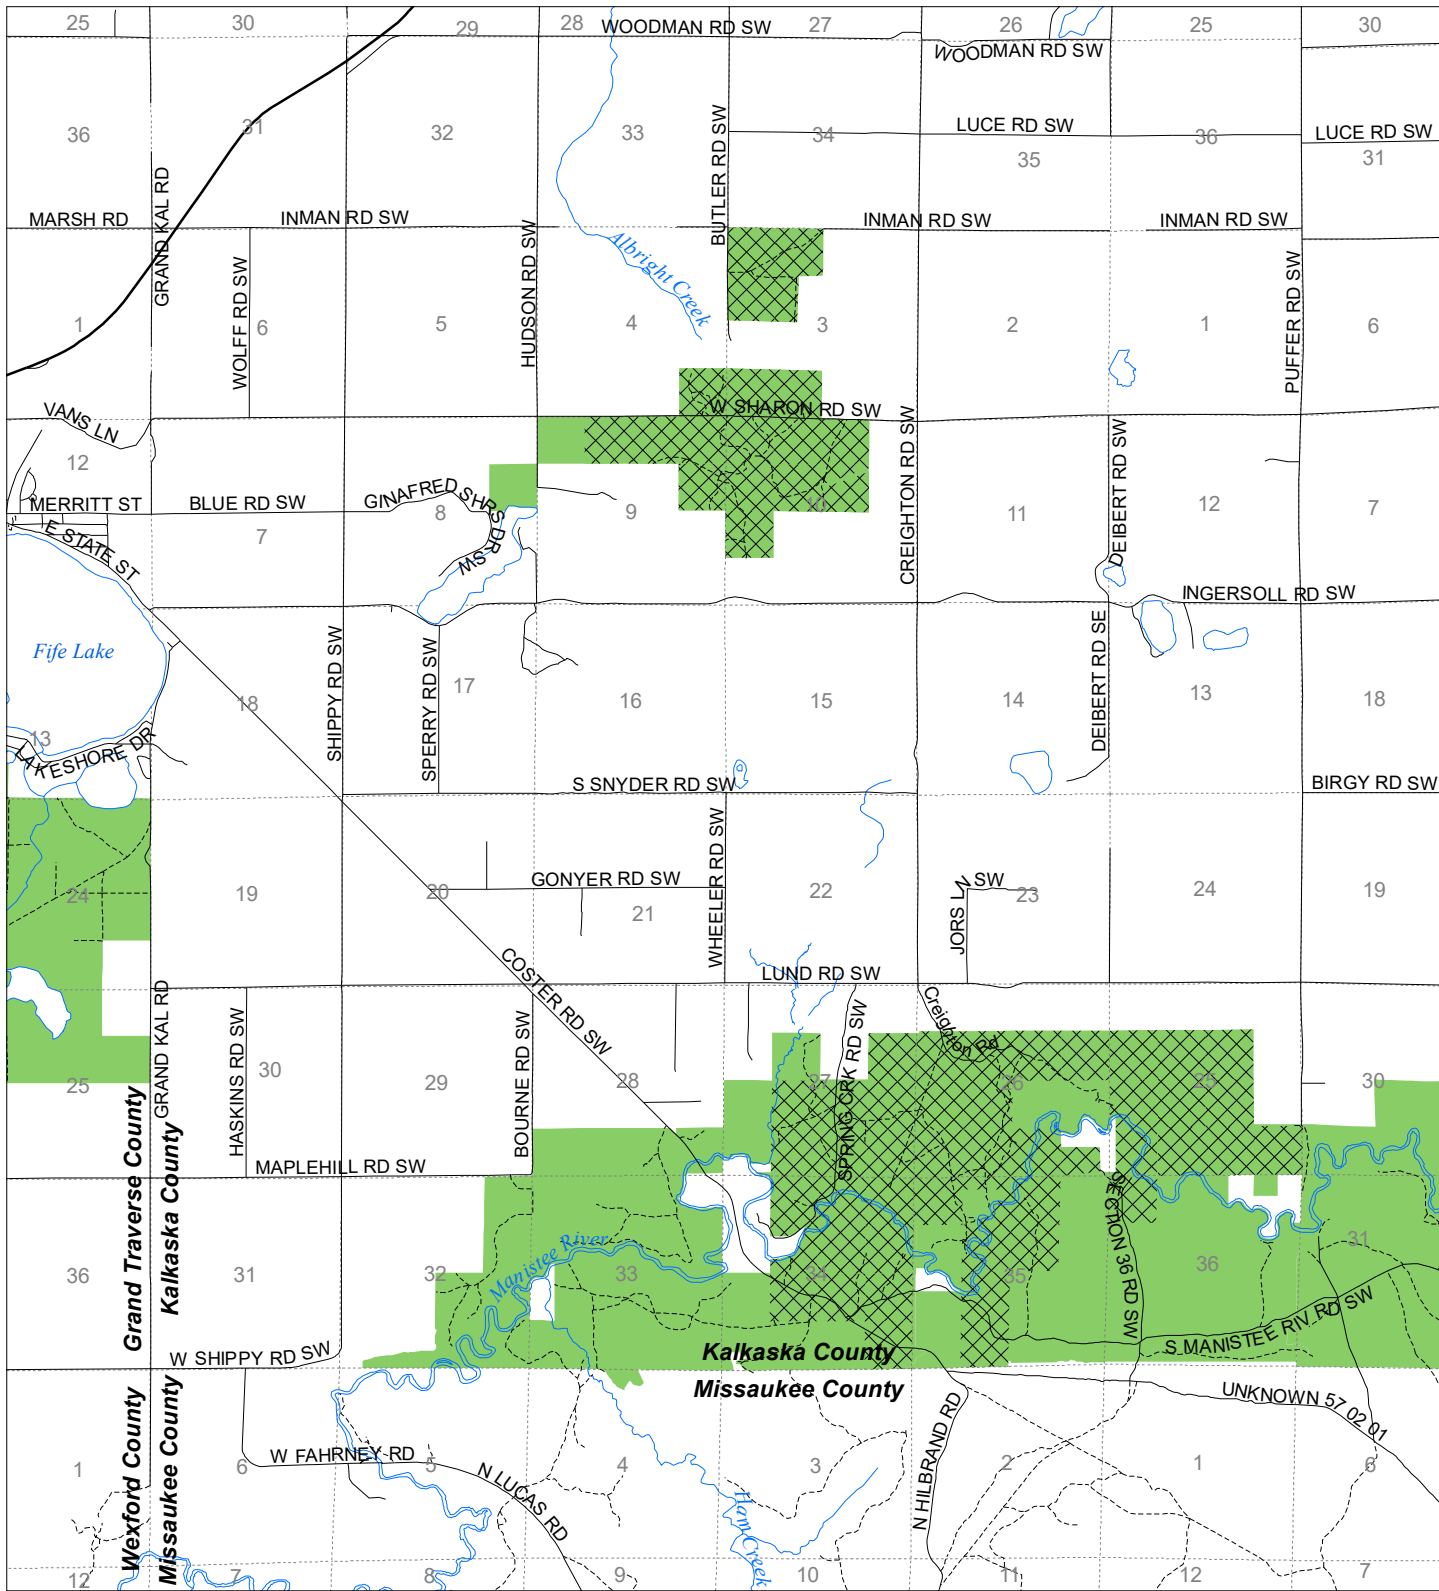 25
30
29
28
WOODMAN RD SW
27
26
25
30
WOODMAN RD SW
36
31
32
33
34
LUCE RD SW
36
LUCE RD SW
35
31
GRAND KAL RD
BUTLER RD SW
MARSH RD
INMAN RD SW
INMAN RD SW
INMAN RD SW
Albright Creek
HUDSON RD SW
WOLFF RD SW
PUFFER RD SW
1
6
5
4
3
2
1
6
VANS LN
W SHARON RD SW
CREIGHTON RD SW
DEIBERT RD SW
12
MERRITT ST
BLUE RD SW
GINAFRED SHRS DR SW
8
9
10
11
12
7
7
E STATE ST
INGERSOLL RD SW
Fife Lake
SHIPPY RD SW
SPERRY RD SW
DEIBERT RD SE
18
17
16
15
14
13
18
13
LAKESHORE DR
S SNYDER RD SW
BIRGY RD SW
WHEELER RD SW
24
19
20
GONYER RD SW
21
22
JORS LN SW
23
24
19
COSTER RD SW
LUND RD SW
GRAND KAL RD
HASKINS RD SW
BOURNE RD SW
SPRING CRK RD SW
Creighton Rd
25
30
29
28
27
26
25
30
Grand Traverse County
Kalkaska County
MAPLEHILL RD SW
SECTION 36 RD SW
Manistee River
36
31
32
33
34
35
36
31
S MANISTEE RIV RD SW
W SHIPPY RD SW
Kalkaska County
Missaukee County
UNKNOWN 57 02 01
Wexford County
Missaukee County
N HILBRAND RD
W FAHRNEY RD
N LUCAS RD
Ham Creek
1
6
5
4
3
2
1
6
12
7
8
9
10
11
12
7